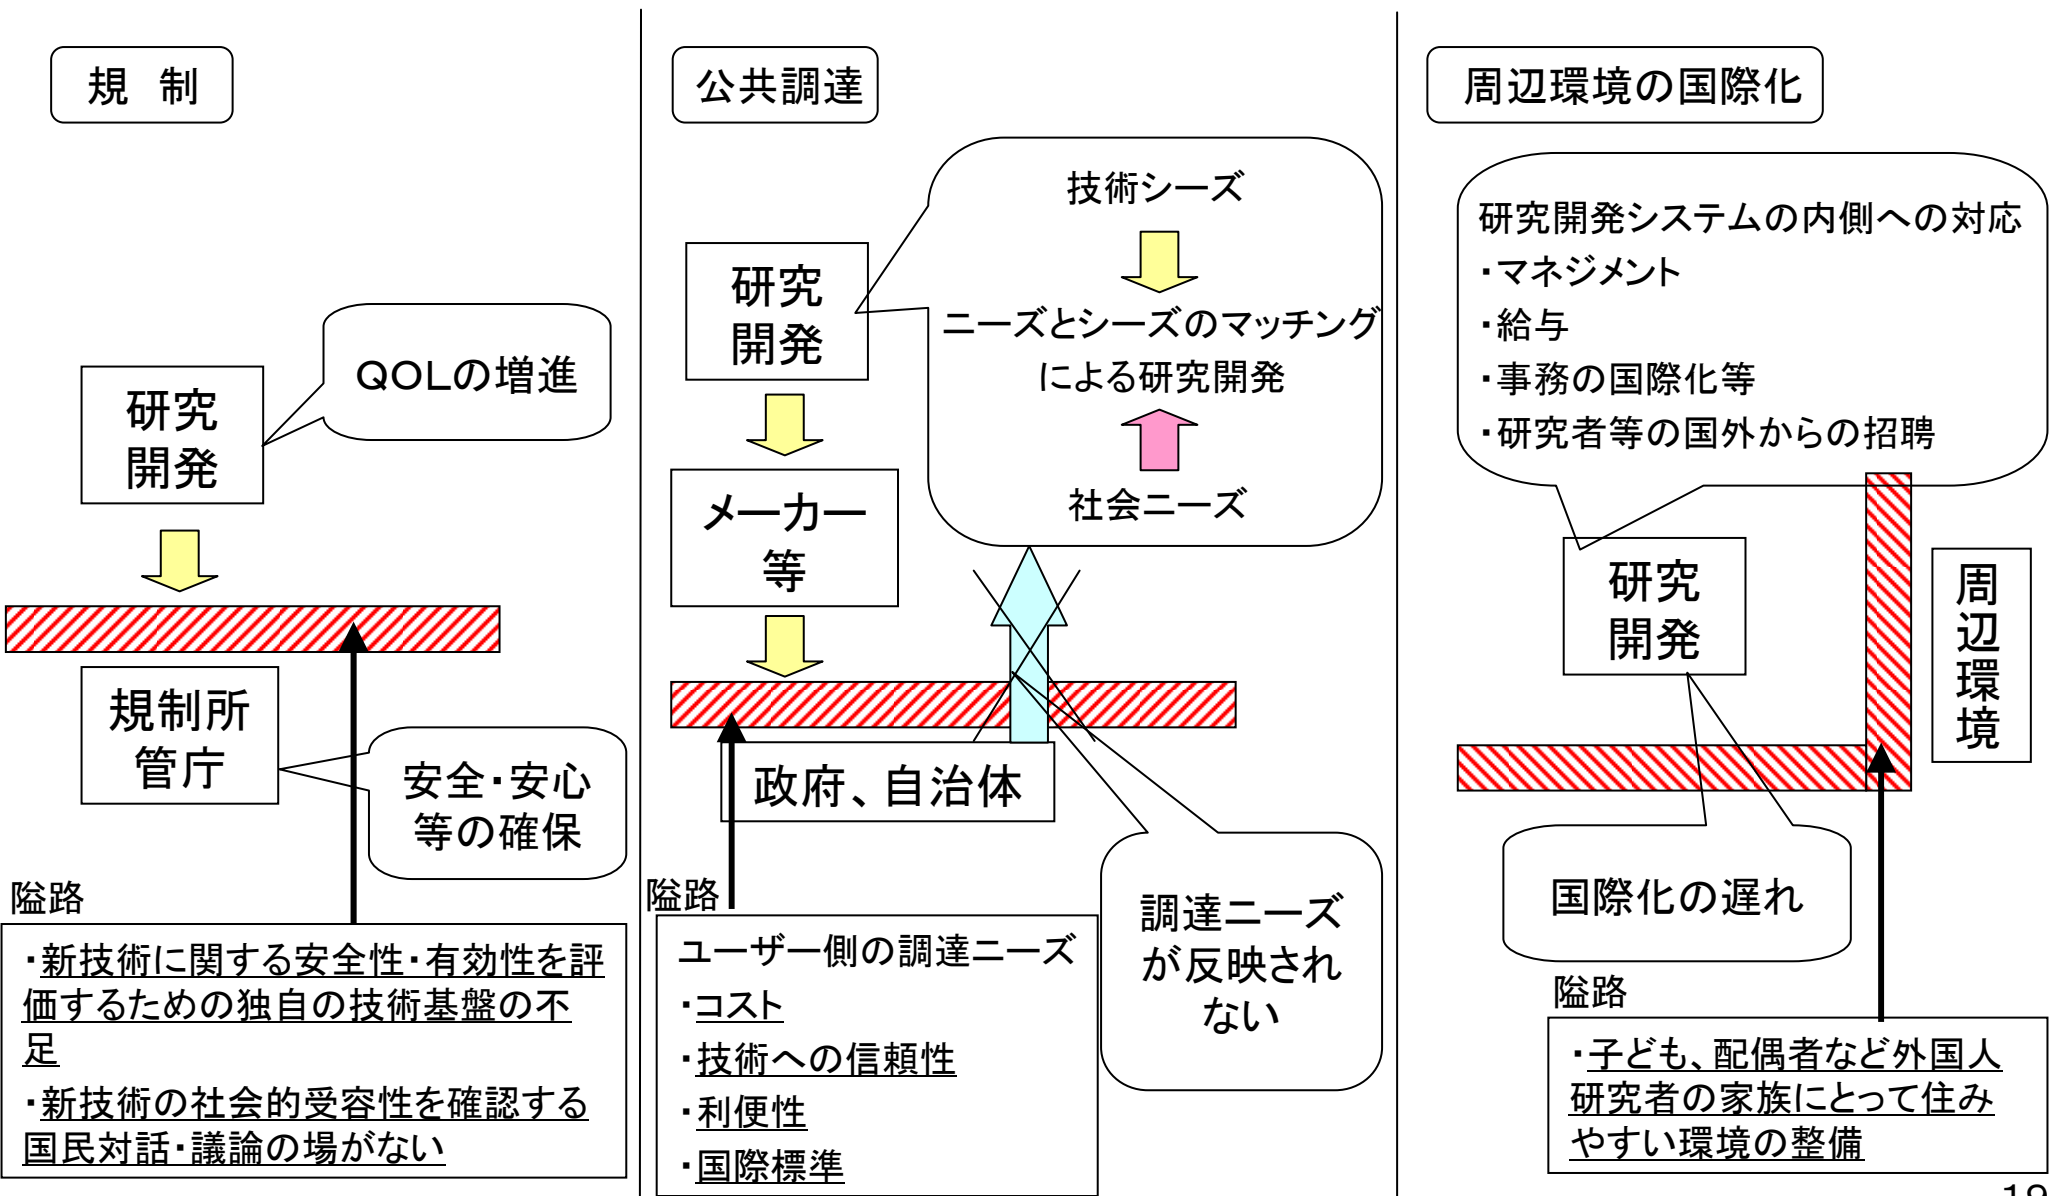 規 制
研究
開発
QOLの増進
規制所
管庁
安全・安心
等の確保
隘路
・新技術に関する安全性・有効性を評
価するための独自の技術基盤の不
足
・新技術の社会的受容性を確認する
国民対話・議論の場がない
公共調達
技術シーズ
研究
開発
ニーズとシーズのマッチング
による研究開発
社会ニーズ
メーカー
等
政府、自治体
調達ニーズ
が反映され
ない
隘路
ユーザー側の調達ニーズ
・コスト
・技術への信頼性
・利便性
・国際標準
周辺環境の国際化
研究開発システムの内側への対応
・マネジメント
・給与
・事務の国際化等
・研究者等の国外からの招聘
研究
開発
周辺環境
国際化の遅れ
隘路
・子ども、配偶者など外国人
研究者の家族にとって住み
やすい環境の整備